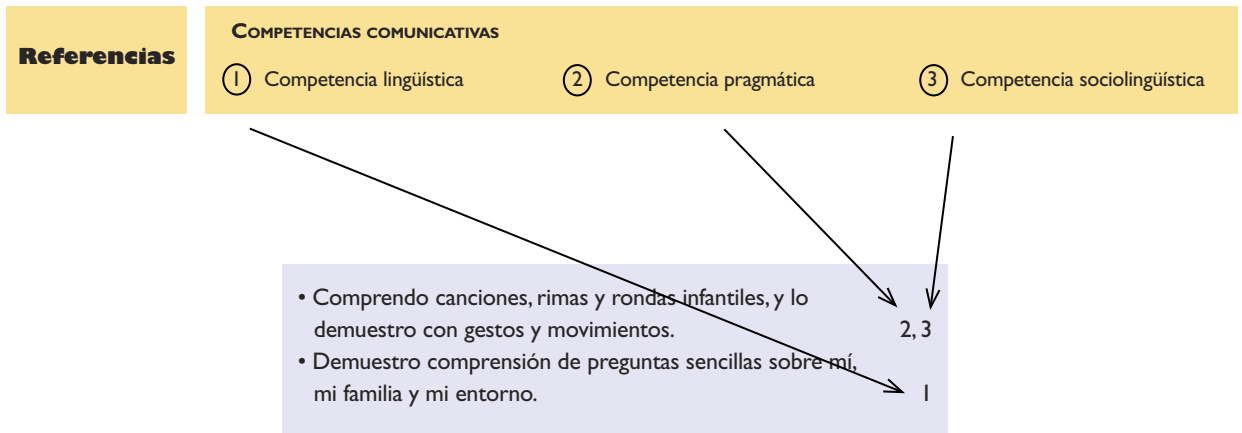 Referencias
COMPETENCIAS COMUNICATIVAS
1 Competencia lingüística 2 Competencia pragmática 3 Competencia sociolingüística
• Comprendo canciones, rimas y rondas infantiles, y lo
demuestro con gestos y movimientos. 2, 3
• Demuestro comprensión de preguntas sencillas sobre mí,
mi familia y mi entorno. 1